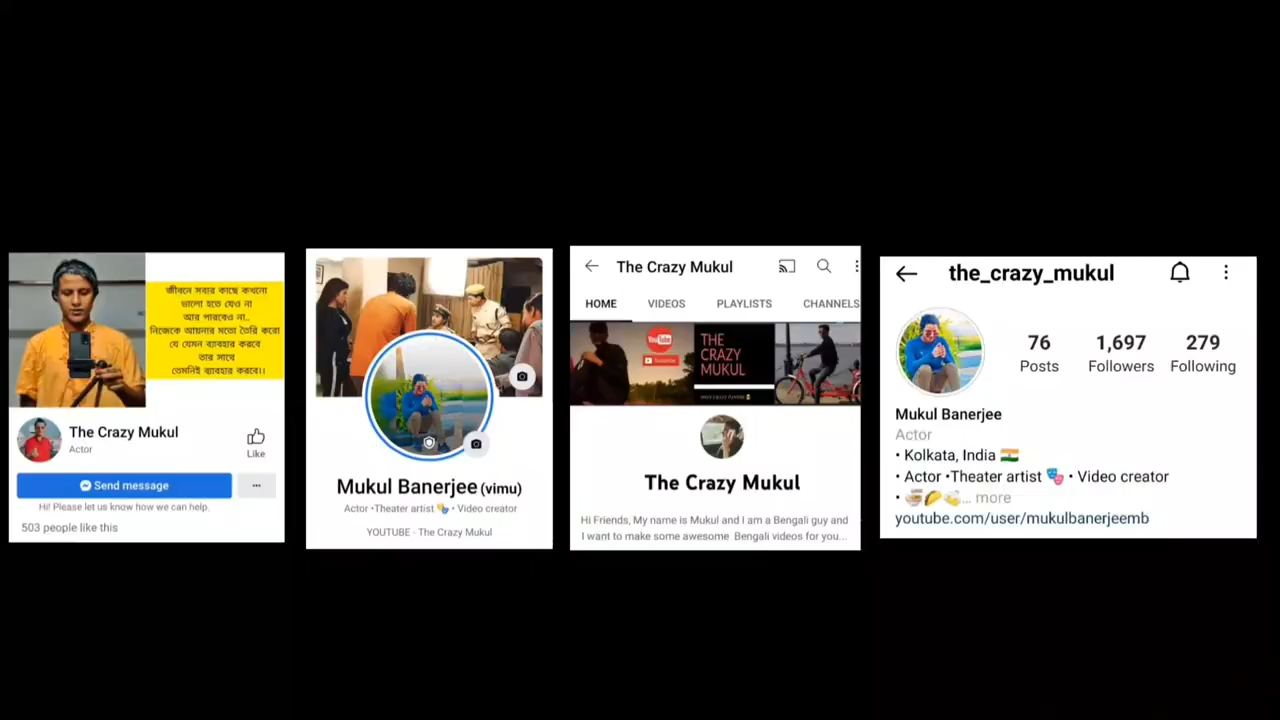 জীবনে সবার কাছে কখনো
ভালো হতে যেও না
আর পারবেও না..
নিজেকে আয়নার মতো তৈরি করো
যে যেমন ব্যাবহার করবে
তার সাথে
তেমনিই ব্যাবহার করবে।।
The Crazy Mukul
Actor
Like
Send message
Hi! Please let us know how we can help.
503 people like this
Mukul Banerjee (vimu)
Actor •Theater artist 🎭 • Video creator
YOUTUBE - The Crazy Mukul
The Crazy Mukul
HOME VIDEOS PLAYLISTS CHANNELS
YouTube
THE
CRAZY
MUKUL
The Crazy Mukul
Hi Friends, My name is Mukul and I am a Bengali guy and
I want to make some awesome Bengali videos for you...
the_crazy_mukul
76 1,697 279
Posts Followers Following
Mukul Banerjee
Actor
• Kolkata, India 🇮🇳
• Actor •Theater artist 🎭 • Video creator
• 🍜🌮🍻... more
youtube.com/user/mukulbanerjeemb